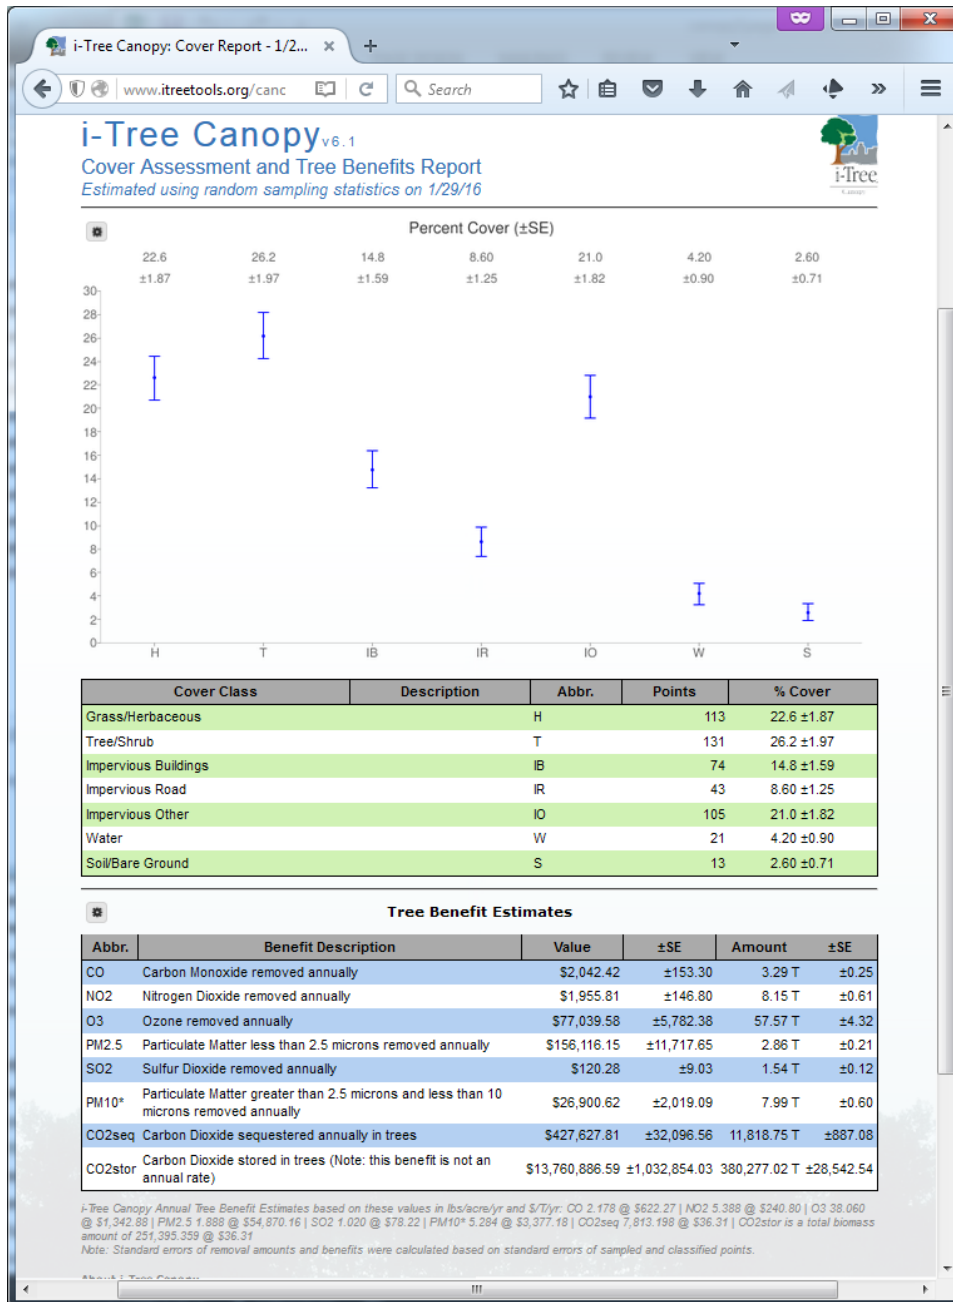 i-Tree Canopy: Cover Report - 1/2...
www.itreetools.org/canc
Search
i-Tree Canopy v6.1
Cover Assessment and Tree Benefits Report
Estimated using random sampling statistics on 1/29/16
i-Tree
Percent Cover (±SE)
22.6 26.2 14.8 8.60 21.0 4.20 2.60
±1.87 ±1.97 ±1.59 ±1.25 ±1.82 ±0.90 ±0.71
30
28
26
24
22
20
18
16
14
12
10
8
6
4
2
0
H T IB IR IO W S
Cover Class Description Abbr. Points % Cover
Grass/Herbaceous H 113 22.6 ±1.87
Tree/Shrub T 131 26.2 ±1.97
Impervious Buildings IB 74 14.8 ±1.59
Impervious Road IR 43 8.60 ±1.25
Impervious Other IO 105 21.0 ±1.82
Water W 21 4.20 ±0.90
Soil/Bare Ground S 13 2.60 ±0.71
Tree Benefit Estimates
Abbr. Benefit Description Value ±SE Amount ±SE
CO Carbon Monoxide removed annually $2,042.42 ±153.30 3.29 T ±0.25
NO2 Nitrogen Dioxide removed annually $1,955.81 ±146.80 8.15 T ±0.61
O3 Ozone removed annually $77,039.58 ±5,782.38 57.57 T ±4.32
PM2.5 Particulate Matter less than 2.5 microns removed annually $156,116.15 ±11,717.65 2.86 T ±0.21
SO2 Sulfur Dioxide removed annually $120.28 ±9.03 1.54 T ±0.12
PM10* Particulate Matter greater than 2.5 microns and less than 10
microns removed annually $26,900.62 ±2,019.09 7.99 T ±0.60
CO2seq Carbon Dioxide sequestered annually in trees $427,627.81 ±32,096.56 11,818.75 T ±887.08
CO2stor Carbon Dioxide stored in trees (Note: this benefit is not an
annual rate) $13,760,886.59 ±1,032,854.03 380,277.02 T ±28,542.54
i-Tree Canopy Annual Tree Benefit Estimates based on these values in lbs/acre/yr and $/T/yr: CO 2.178 @ $622.27 | NO2 5.388 @ $240.80 | O3 38.060
@ $1,342.88 | PM2.5 1.888 @ $54,870.16 | SO2 1.020 @ $78.22 | PM10* 5.284 @ $3,377.18 | CO2seq 7,813.198 @ $36.31 | CO2stor is a total biomass
amount of 251,395.359 @ $36.31
Note: Standard errors of removal amounts and benefits were calculated based on standard errors of sampled and classified points.